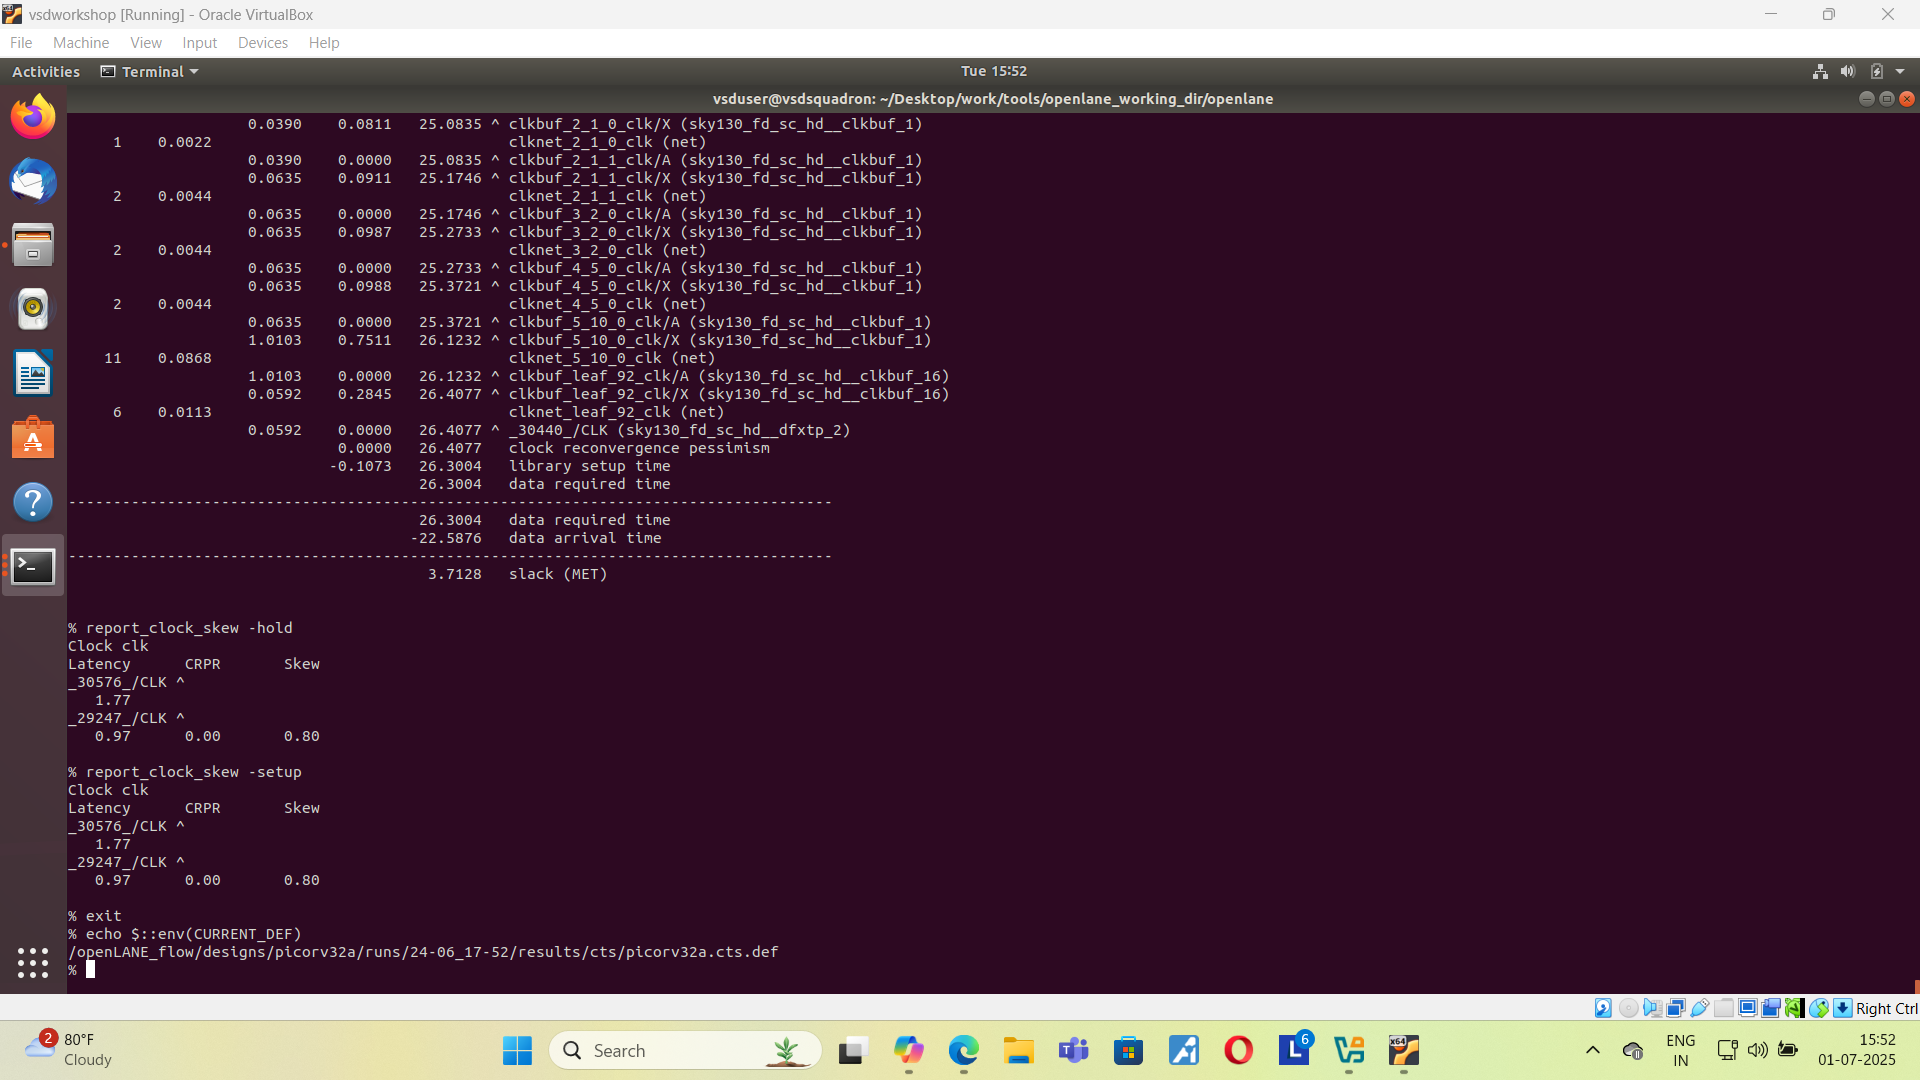 vsdworkshop [Running] - Oracle VirtualBox
File Machine View Input Devices Help
Activities Terminal Tue 15:52
vsduser@vsdsquadron: ~/Desktop/work/tools/openlane_working_dir/openlane
0.0390 0.0811 25.0835 ^ clkbuf_2_1_0_clk/X (sky130_fd_sc_hd__clkbuf_1)
1 0.0022 clknet_2_1_0_clk (net)
0.0390 0.0000 25.0835 ^ clkbuf_2_1_1_clk/A (sky130_fd_sc_hd__clkbuf_1)
0.0635 0.0911 25.1746 ^ clkbuf_2_1_1_clk/X (sky130_fd_sc_hd__clkbuf_1)
2 0.0044 clknet_2_1_1_clk (net)
0.0635 0.0000 25.1746 ^ clkbuf_3_2_0_clk/A (sky130_fd_sc_hd__clkbuf_1)
0.0635 0.0987 25.2733 ^ clkbuf_3_2_0_clk/X (sky130_fd_sc_hd__clkbuf_1)
2 0.0044 clknet_3_2_0_clk (net)
0.0635 0.0000 25.2733 ^ clkbuf_4_5_0_clk/A (sky130_fd_sc_hd__clkbuf_1)
0.0635 0.0988 25.3721 ^ clkbuf_4_5_0_clk/X (sky130_fd_sc_hd__clkbuf_1)
2 0.0044 clknet_4_5_0_clk (net)
0.0635 0.0000 25.3721 ^ clkbuf_5_10_0_clk/A (sky130_fd_sc_hd__clkbuf_1)
1.0103 0.7511 26.1232 ^ clkbuf_5_10_0_clk/X (sky130_fd_sc_hd__clkbuf_1)
11 0.0868 clknet_5_10_0_clk (net)
1.0103 0.0000 26.1232 ^ clkbuf_leaf_92_clk/A (sky130_fd_sc_hd__clkbuf_16)
0.0592 0.2845 26.4077 ^ clkbuf_leaf_92_clk/X (sky130_fd_sc_hd__clkbuf_16)
6 0.0113 clknet_leaf_92_clk (net)
0.0592 0.0000 26.4077 ^ _30440_/CLK (sky130_fd_sc_hd__dfxtp_2)
0.0000 26.4077 clock reconvergence pessimism
-0.1073 26.3004 library setup time
26.3004 data required time
-------------------------------------------------------------------------------------
26.3004 data required time
-22.5876 data arrival time
-------------------------------------------------------------------------------------
3.7128 slack (MET)
% report_clock_skew -hold
Clock clk
Latency CRPR Skew
_30576_/CLK ^
1.77
_29247_/CLK ^
0.97 0.00 0.80
% report_clock_skew -setup
Clock clk
Latency CRPR Skew
_30576_/CLK ^
1.77
_29247_/CLK ^
0.97 0.00 0.80
% exit
% echo $::env(CURRENT_DEF)
/openLANE_flow/designs/picorv32a/runs/24-06_17-52/results/cts/picorv32a.cts.def
%
Right Ctrl
2 80°F
Cloudy
Search
6
ENG
IN
15:52
01-07-2025